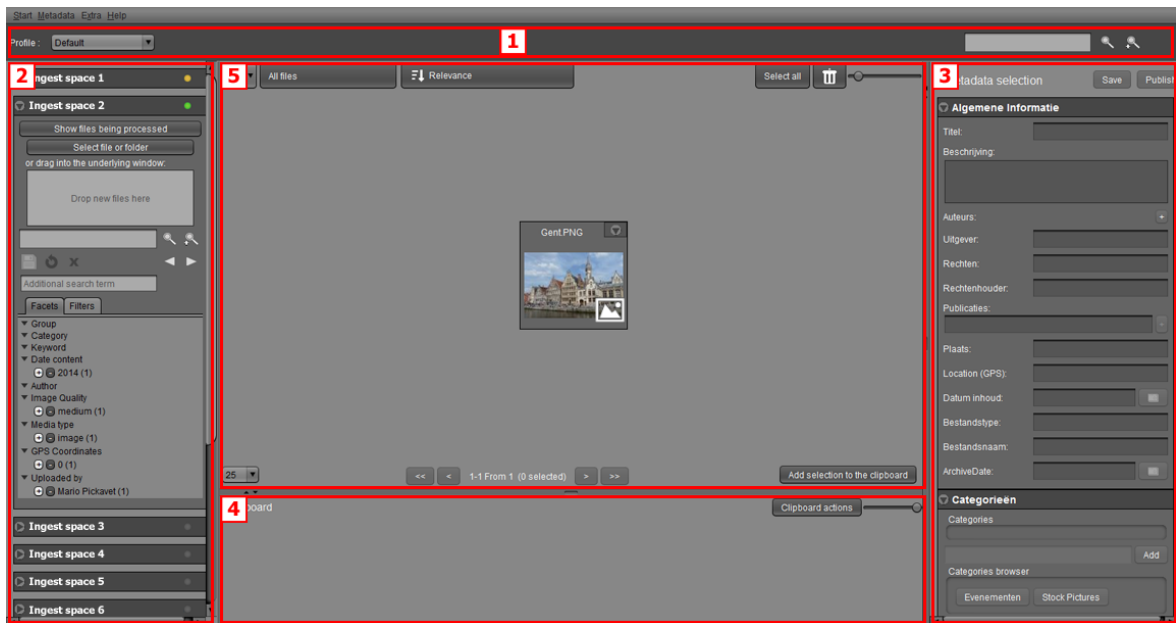 Start Metadata Extra Help
Profile : Default
1
2
Ingest space 1
Ingest space 2
Show files being processed
Select file or folder
or drag into the underlying window:
Drop new files here
Additional search term
Facets Filters
Group
Category
Keyword
Date content
2014 (1)
Author
Image Quality
medium (1)
Media type
image (1)
GPS Coordinates
0 (1)
Uploaded by
Mario Pickavet (1)
Ingest space 3
Ingest space 4
Ingest space 5
Ingest space 6
5
All files
Relevance
Select all
Gent.PNG
25
<< < 1-1 From 1 (0 selected) > >>
Add selection to the clipboard
4
Clipboard actions
3
selection
Save
Algemene Informatie
Titel:
Beschrijving:
Auteurs:
+
Uitgever:
Rechten:
Rechtenhouder:
Publicaties:
Plaats:
Location (GPS):
Datum inhoud:
Bestandstype:
Bestandsnaam:
ArchiveDate:
Categorieën
Categories
Add
Categories browser
Evenementen Stock Pictures